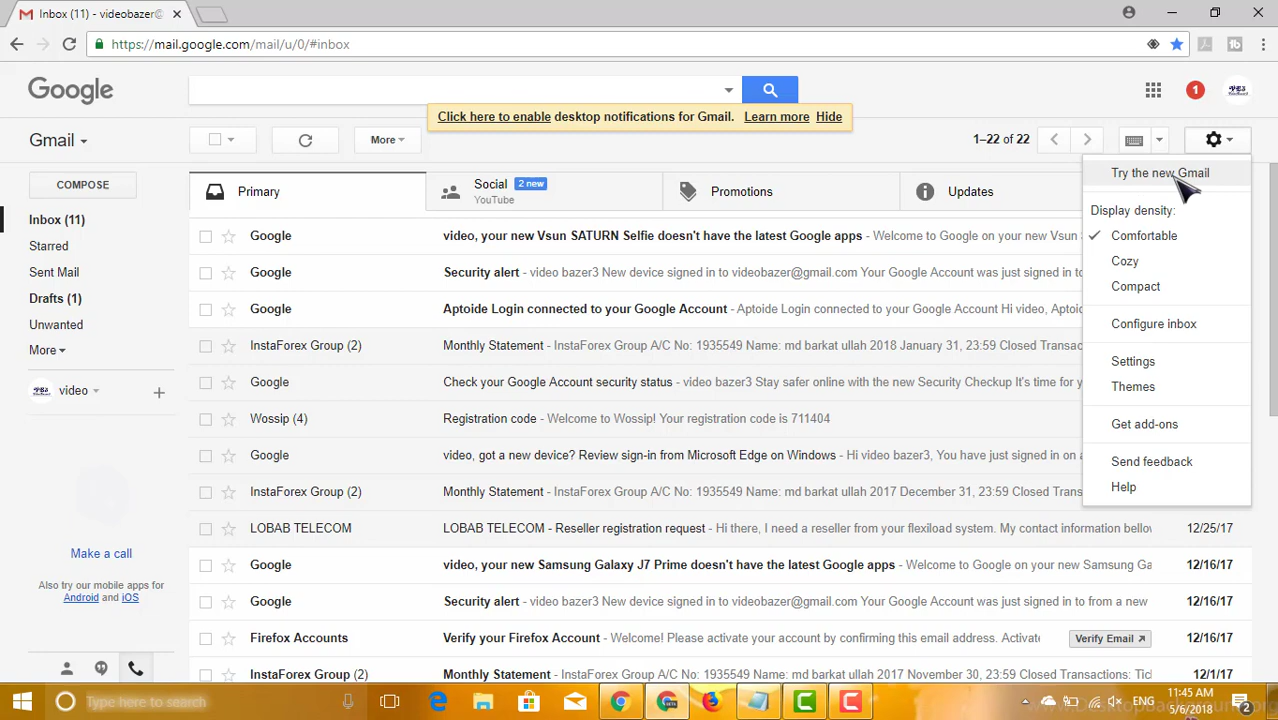 Inbox (11) - videobazer@
https://mail.google.com/mail/u/0/#inbox
Google
1
Click here to enable desktop notifications for Gmail. Learn more Hide
Gmail
More
1–22 of 22
COMPOSE
Inbox (11)
Starred
Sent Mail
Drafts (1)
Unwanted
More
video
Make a call
Also try our mobile apps for
Android and iOS
Primary
Social 2 new
YouTube
Promotions
Updates
Google video, your new Vsun SATURN Selfie doesn't have the latest Google apps - Welcome to Google on your new Vsun
Google Security alert - video bazer3 New device signed in to videobazer@gmail.com Your Google Account was just signed in
Google Aptoide Login connected to your Google Account - Aptoide Login connected to your Google Account Hi video,
InstaForex Group (2) Monthly Statement - InstaForex Group A/C No: 1935549 Name: md barkat ullah 2018 January 31, 23:59 Closed Transac
Google Check your Google Account security status - video bazer3 Stay safer online with the new Security Checkup It's time for y
Wossip (4) Registration code - Welcome to Wossip! Your registration code is 711404
Google video, got a new device? Review sign-in from Microsoft Edge on Windows - Hi video bazer3, You have just signed in on
InstaForex Group (2) Monthly Statement - InstaForex Group A/C No: 1935549 Name: md barkat ullah 2017 December 31, 23:59 Closed
LOBAB TELECOM LOBAB TELECOM - Reseller registration request - Hi there, I need a reseller from your flexiload system. My contact information bellov 12/25/17
Google video, your new Samsung Galaxy J7 Prime doesn't have the latest Google apps - Welcome to Google on your new Samsung Ga 12/16/17
Google Security alert - video bazer3 New device signed in to videobazer@gmail.com Your Google Account was just signed in to from a new 12/16/17
Firefox Accounts Verify your Firefox Account - Welcome! Please activate your account by confirming this email address. Activate Verify Email 12/16/17
InstaForex Group (2) Monthly Statement - InstaForex Group A/C No: 1935549 Name: md barkat ullah 2017 November 30, 23:59 Closed Transactions: 12/1/17
Try the new Gmail
Display density:
Comfortable
Cozy
Compact
Configure inbox
Settings
Themes
Get add-ons
Send feedback
Help
Type here to search
ENG
11:45 AM
5/6/2018
2